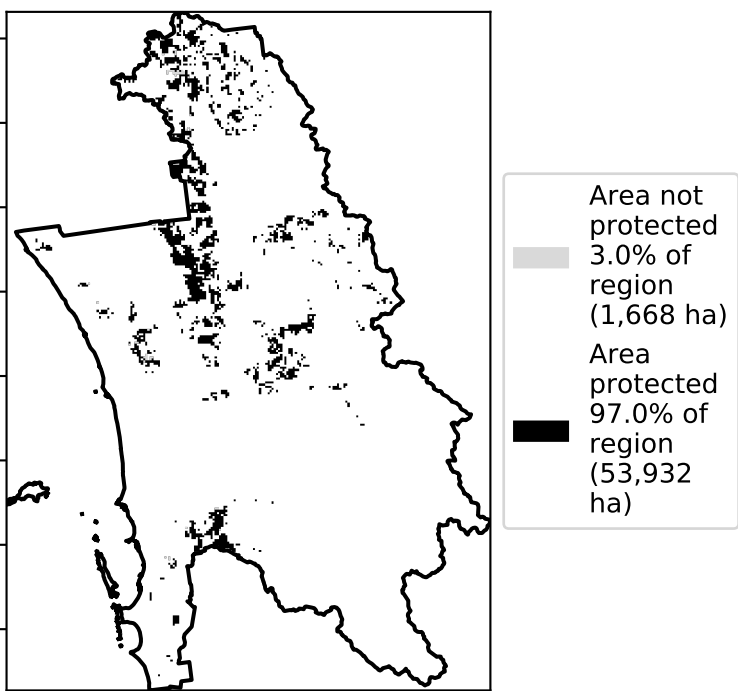 Area not
protected
3.0% of
region
(1,668 ha)
Area
protected
97.0% of
region
(53,932
ha)